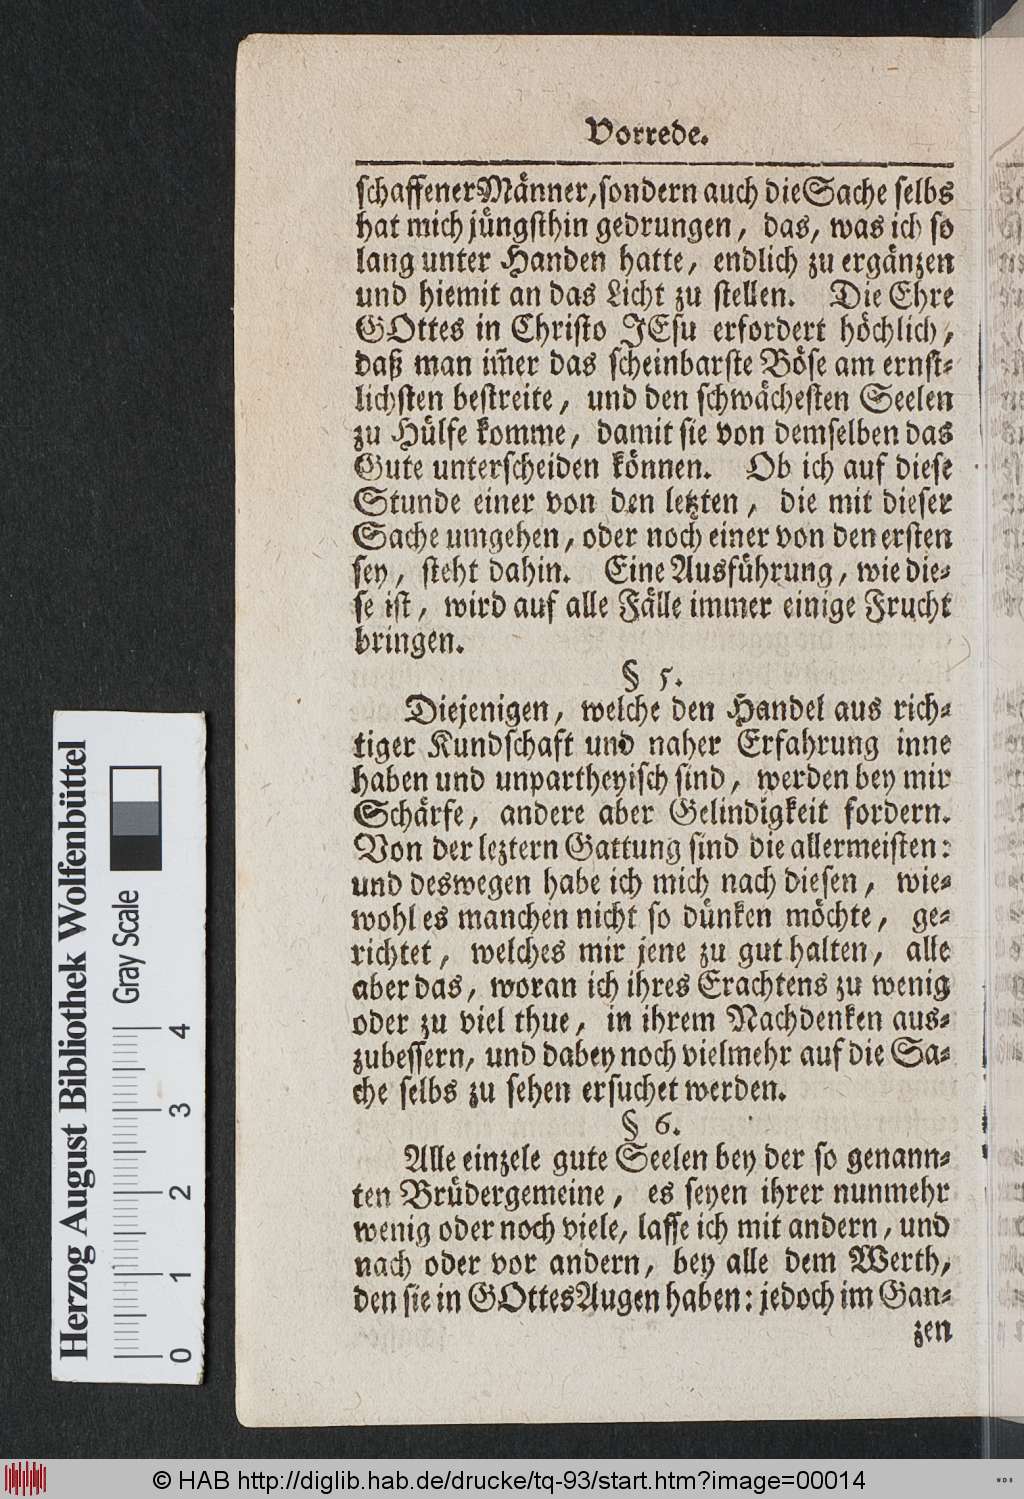 Vorrede.
schaffener Männer, sondern auch die Sache selbs
hat mich jüngsthin gedrungen, das, was ich so
lang unter Handen hatte, endlich zu ergänzen
und hiemit an das Licht zu stellen. Die Ehre
GOttes in Christo JEsu erfordert höchlich,
daß man im̄er das scheinbarste Böse am ernst-
lichsten bestreite, und den schwächesten Seelen
zu Hülfe komme, damit sie von demselben das
Gute unterscheiden können. Ob ich auf diese
Stunde einer von den letzten, die mit dieser
Sache umgehen, oder noch einer von den ersten
sey, steht dahin. Eine Ausführung, wie die-
se ist, wird auf alle Fälle immer einige Frucht
bringen.
§ 5.
Diejenigen, welche den Handel aus rich-
tiger Kundschaft und naher Erfahrung inne
haben und unpartheyisch sind, werden bey mir
Schärfe, andere aber Gelindigkeit fordern.
Von der leztern Gattung sind die allermeisten:
und deswegen habe ich mich nach diesen, wie-
wohl es manchen nicht so dünken möchte, ge-
richtet, welches mir jene zu gut halten, alle
aber das, woran ich ihres Erachtens zu wenig
oder zu viel thue, in ihrem Nachdenken aus-
zubessern, und dabey noch vielmehr auf die Sa-
che selbs zu sehen ersuchet werden.
§ 6.
Alle einzele gute Seelen bey der so genann-
ten Brüdergemeine, es seyen ihrer nunmehr
wenig oder noch viele, lasse ich mit andern, und
nach oder vor andern, bey alle dem Werth,
den sie in GOttes Augen haben: jedoch im Gan-
zen
Herzog August Bibliothek Wolfenbüttel
Gray Scale
0 1 2 3 4
© HAB http://diglib.hab.de/drucke/tq-93/start.htm?image=00014